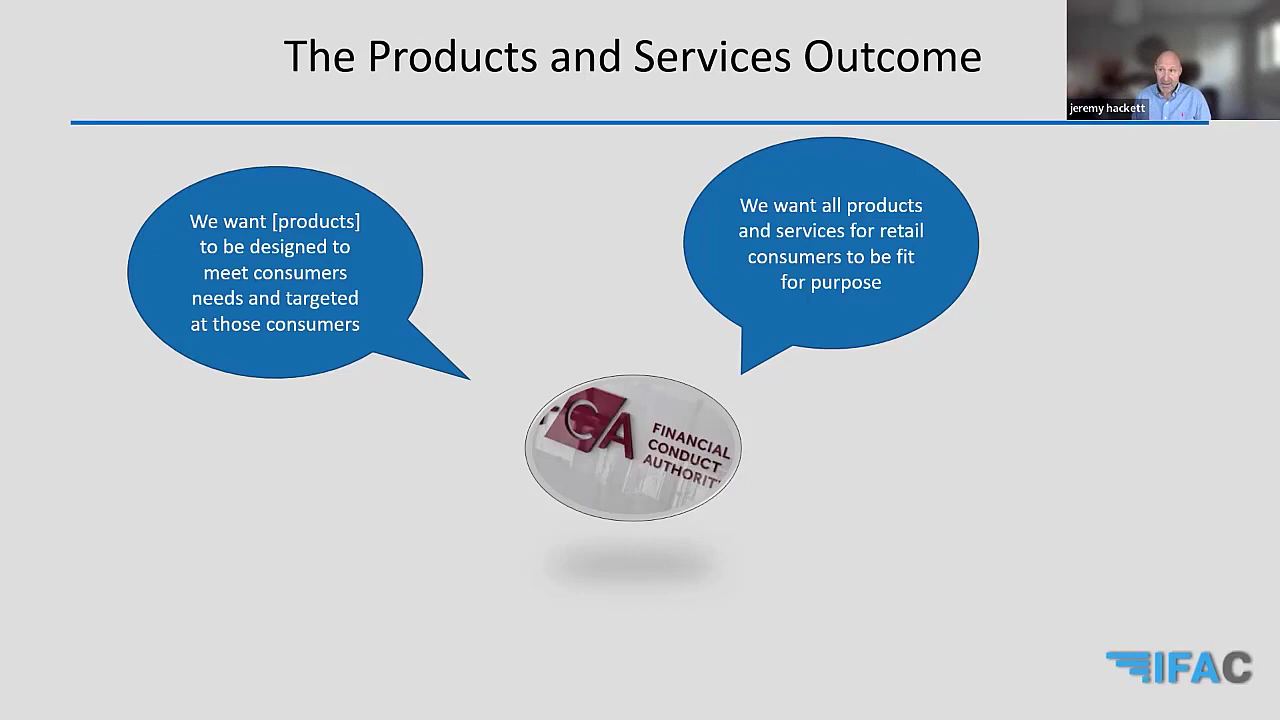 The Products and Services Outcome
jeremy hackett
We want [products]
to be designed to
meet consumers
needs and targeted
at those consumers
We want all products
and services for retail
consumers to be fit
for purpose
CA
FINANCIAL
CONDUCT
AUTHORIT
IFAC